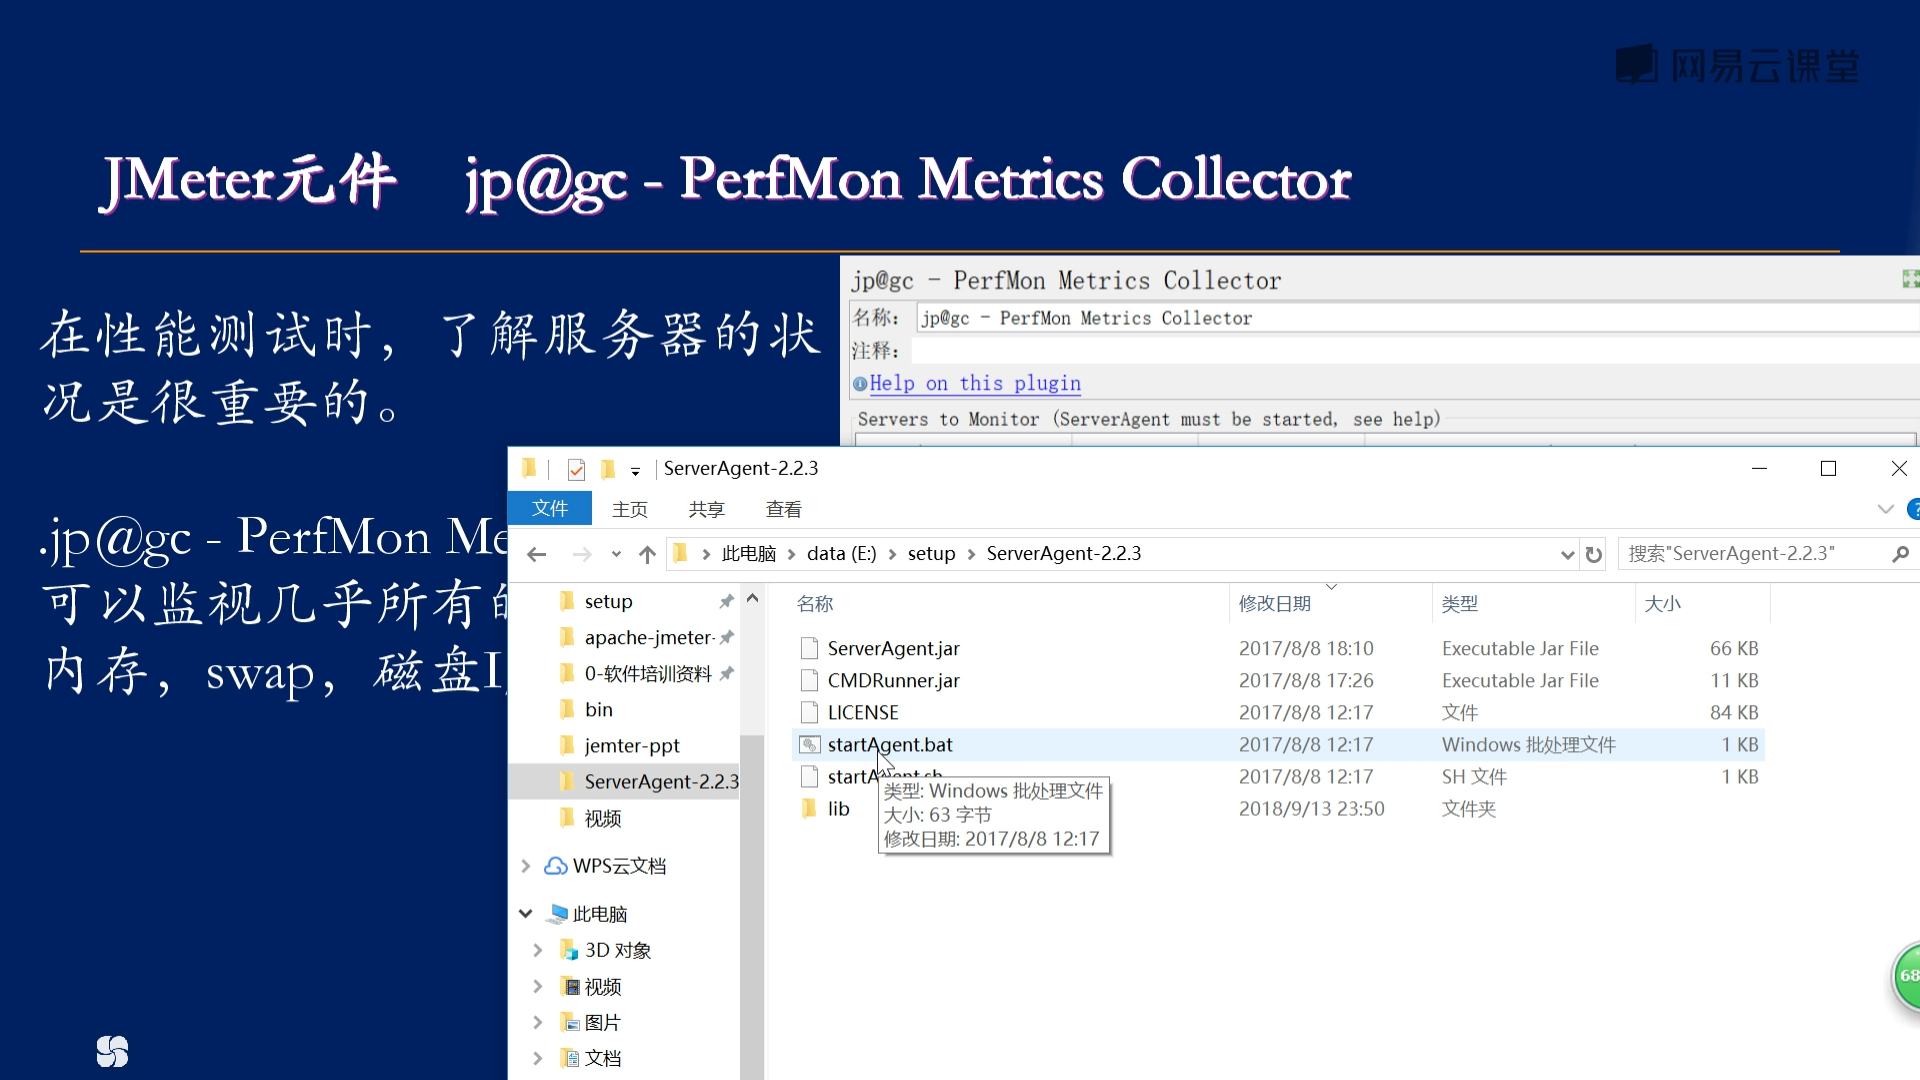 网易云课堂
JMeter元件 jp@gc - PerfMon Metrics Collector
在性能测试时，了解服务器的状
况是很重要的。
.jp@gc - PerfMon Me
可以监视几乎所有的
内存，swap，磁盘I
jp@gc - PerfMon Metrics Collector
名称： jp@gc - PerfMon Metrics Collector
注释：
Help on this plugin
Servers to Monitor (ServerAgent must be started, see help)
ServerAgent-2.2.3
文件 主页 共享 查看
此电脑 data (E:) setup ServerAgent-2.2.3
搜索"ServerAgent-2.2.3"
setup
apache-jmeter-
0-软件培训资料
bin
jemter-ppt
ServerAgent-2.2.3
视频
WPS云文档
此电脑
3D 对象
视频
图片
文档
名称 修改日期 类型 大小
ServerAgent.jar 2017/8/8 18:10 Executable Jar File 66 KB
CMDRunner.jar 2017/8/8 17:26 Executable Jar File 11 KB
LICENSE 2017/8/8 12:17 文件 84 KB
startAgent.bat 2017/8/8 12:17 Windows 批处理文件 1 KB
startAgent.sh 2017/8/8 12:17 SH 文件 1 KB
lib 2018/9/13 23:50 文件夹
类型: Windows 批处理文件
大小: 63 字节
修改日期: 2017/8/8 12:17
68